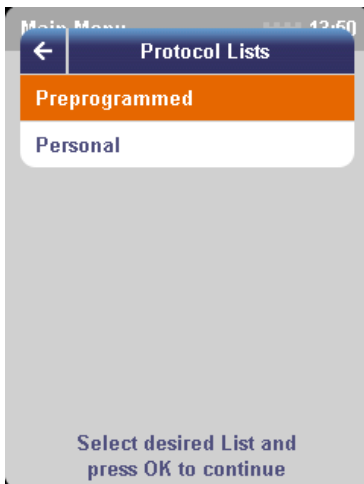 Main Menu 13:50
Protocol Lists
Preprogrammed
Personal
Select desired List and
press OK to continue